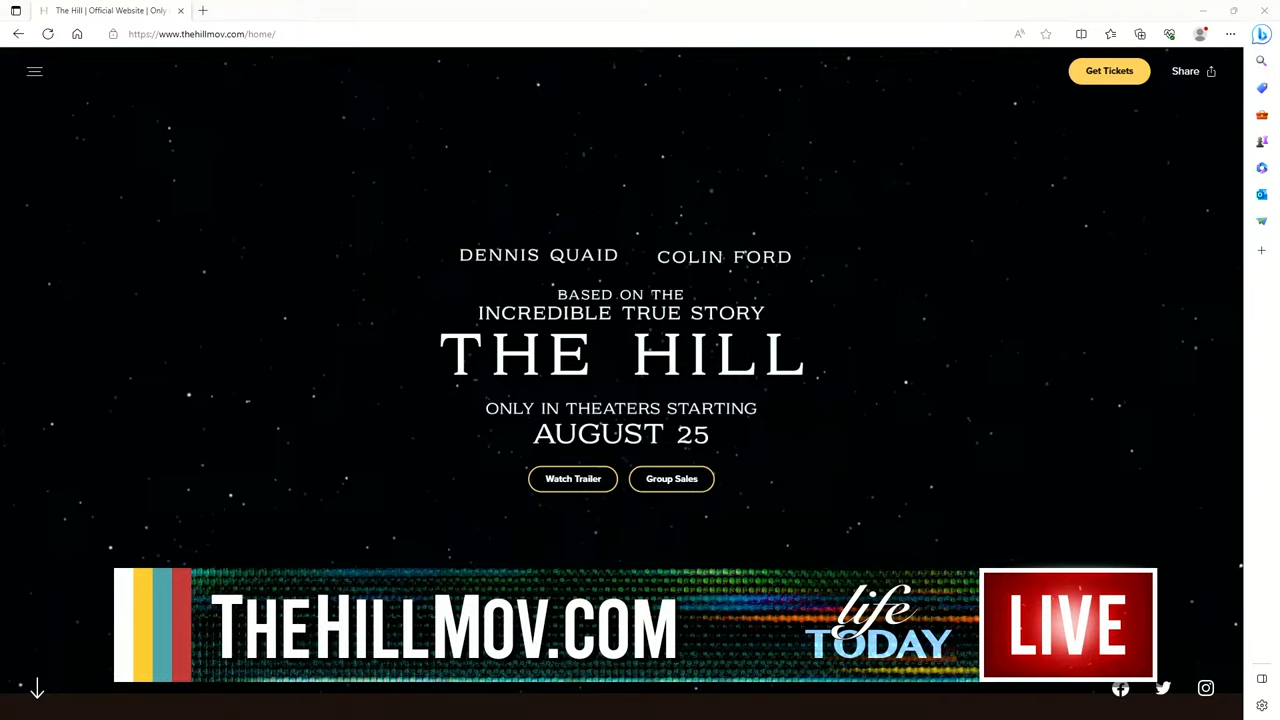 The Hill | Official Website | Only
https://www.thehillmov.com/home/
Get Tickets
Share
DENNIS QUAID COLIN FORD
BASED ON THE
INCREDIBLE TRUE STORY
THE HILL
ONLY IN THEATERS STARTING
AUGUST 25
Watch Trailer Group Sales
THEHILLMOV.COM
life
TODAY
LIVE